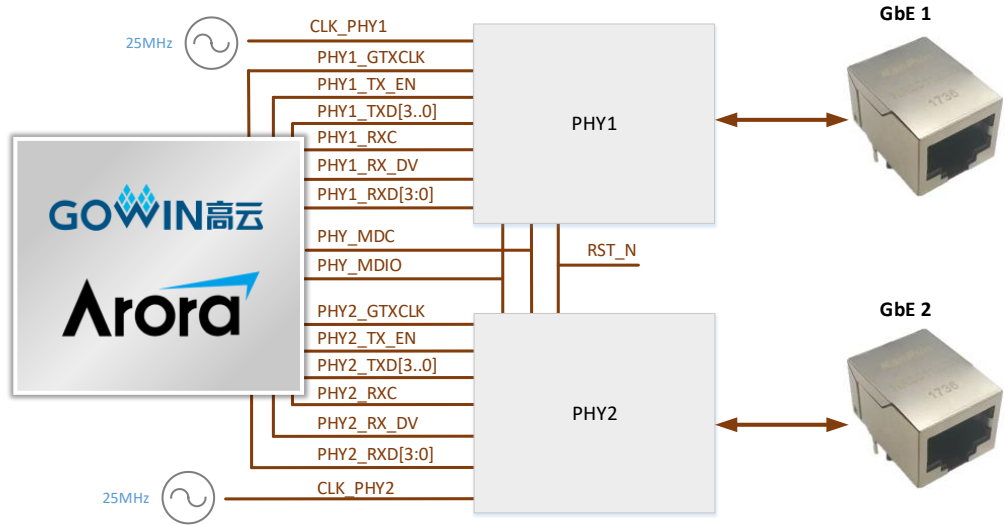 GbE 1
CLK_PHY1
25MHz
PHY1_GTXCLK
PHY1_TX_EN
PHY1_TXD[3..0]
PHY1_RXC
PHY1_RX_DV
PHY1_RXD[3:0]
PHY1
1736
GOWIN高云
Arora
PHY_MDC
PHY_MDIO
RST_N
GbE 2
PHY2_GTXCLK
PHY2_TX_EN
PHY2_TXD[3..0]
PHY2_RXC
PHY2_RX_DV
PHY2_RXD[3:0]
PHY2
1736
25MHz
CLK_PHY2